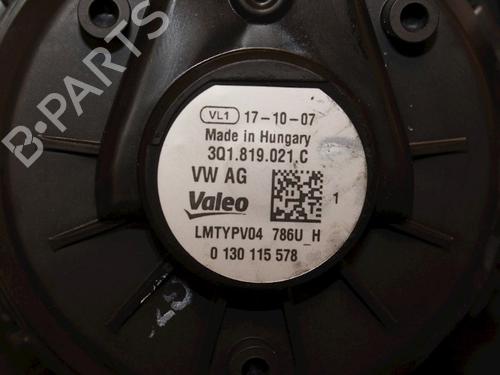 B-PARTS
VL1 17-10-07
Made in Hungary
3Q1.819.021.C
VW AG
Valeo
1
LMTYPV04 786U_H
0 130 115 578